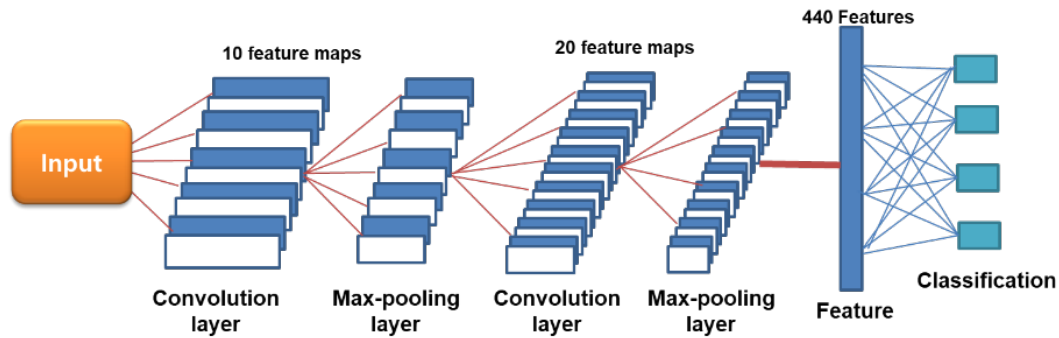 440 Features
10 feature maps
20 feature maps
Input
Convolution
layer
Max-pooling
layer
Convolution
layer
Max-pooling
layer
Feature
Classification